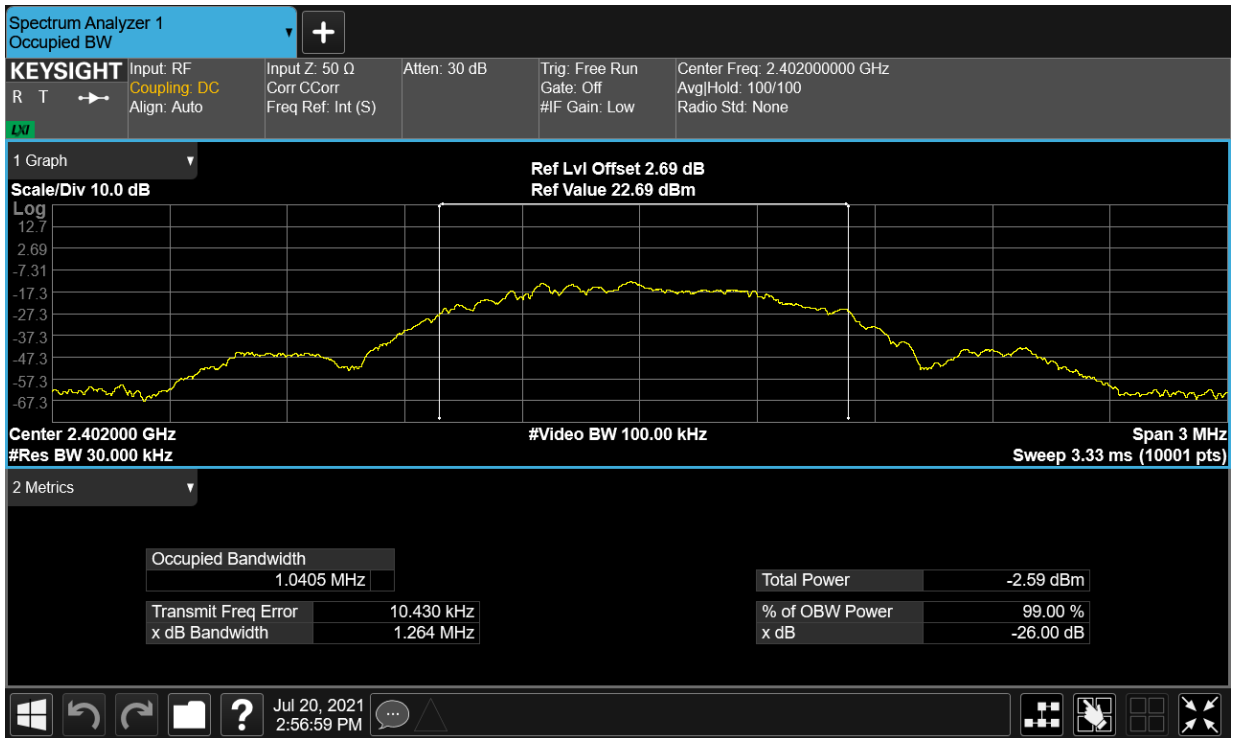 Spectrum Analyzer 1
Occupied BW
KEYSIGHT
R T
LXI
Input: RF
Coupling: DC
Align: Auto
Input Z: 50 Ω
Corr CCorr
Freq Ref: Int (S)
Atten: 30 dB
Trig: Free Run
Gate: Off
#IF Gain: Low
Center Freq: 2.402000000 GHz
Avg|Hold: 100/100
Radio Std: None
1 Graph
Scale/Div 10.0 dB
Ref Lvl Offset 2.69 dB
Ref Value 22.69 dBm
Log
12.7
2.69
-7.31
-17.3
-27.3
-37.3
-47.3
-57.3
-67.3
Center 2.402000 GHz
#Video BW 100.00 kHz
Span 3 MHz
#Res BW 30.000 kHz
Sweep 3.33 ms (10001 pts)
2 Metrics
Occupied Bandwidth
1.0405 MHz
Total Power -2.59 dBm
Transmit Freq Error 10.430 kHz
% of OBW Power 99.00 %
x dB Bandwidth 1.264 MHz
x dB -26.00 dB
?
Jul 20, 2021
2:56:59 PM